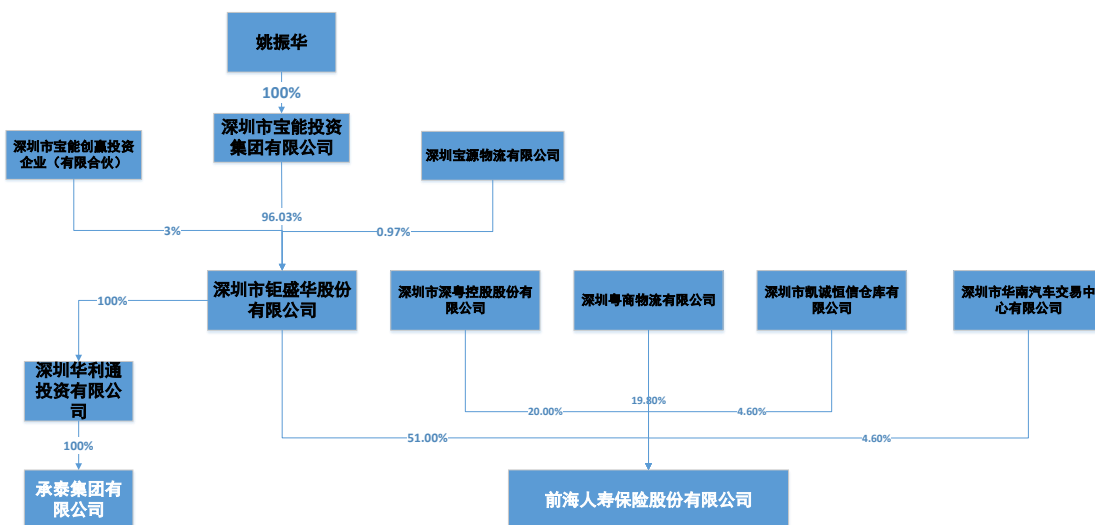 姚振华
100%
深圳市宝能投资
集团有限公司
深圳市宝能创赢投资
企业（有限合伙）
深圳宝源物流有限公司
96.03%
3%
0.97%
深圳市钜盛华股份
有限公司
深圳市深粤控股股份有
限公司
深圳粤商物流有限公司
深圳市凯诚恒信仓库有
限公司
深圳市华南汽车交易中
心有限公司
100%
深圳华利通
投资有限公
司
19.80%
20.00%
4.60%
51.00%
4.60%
100%
承泰集团有
限公司
前海人寿保险股份有限公司